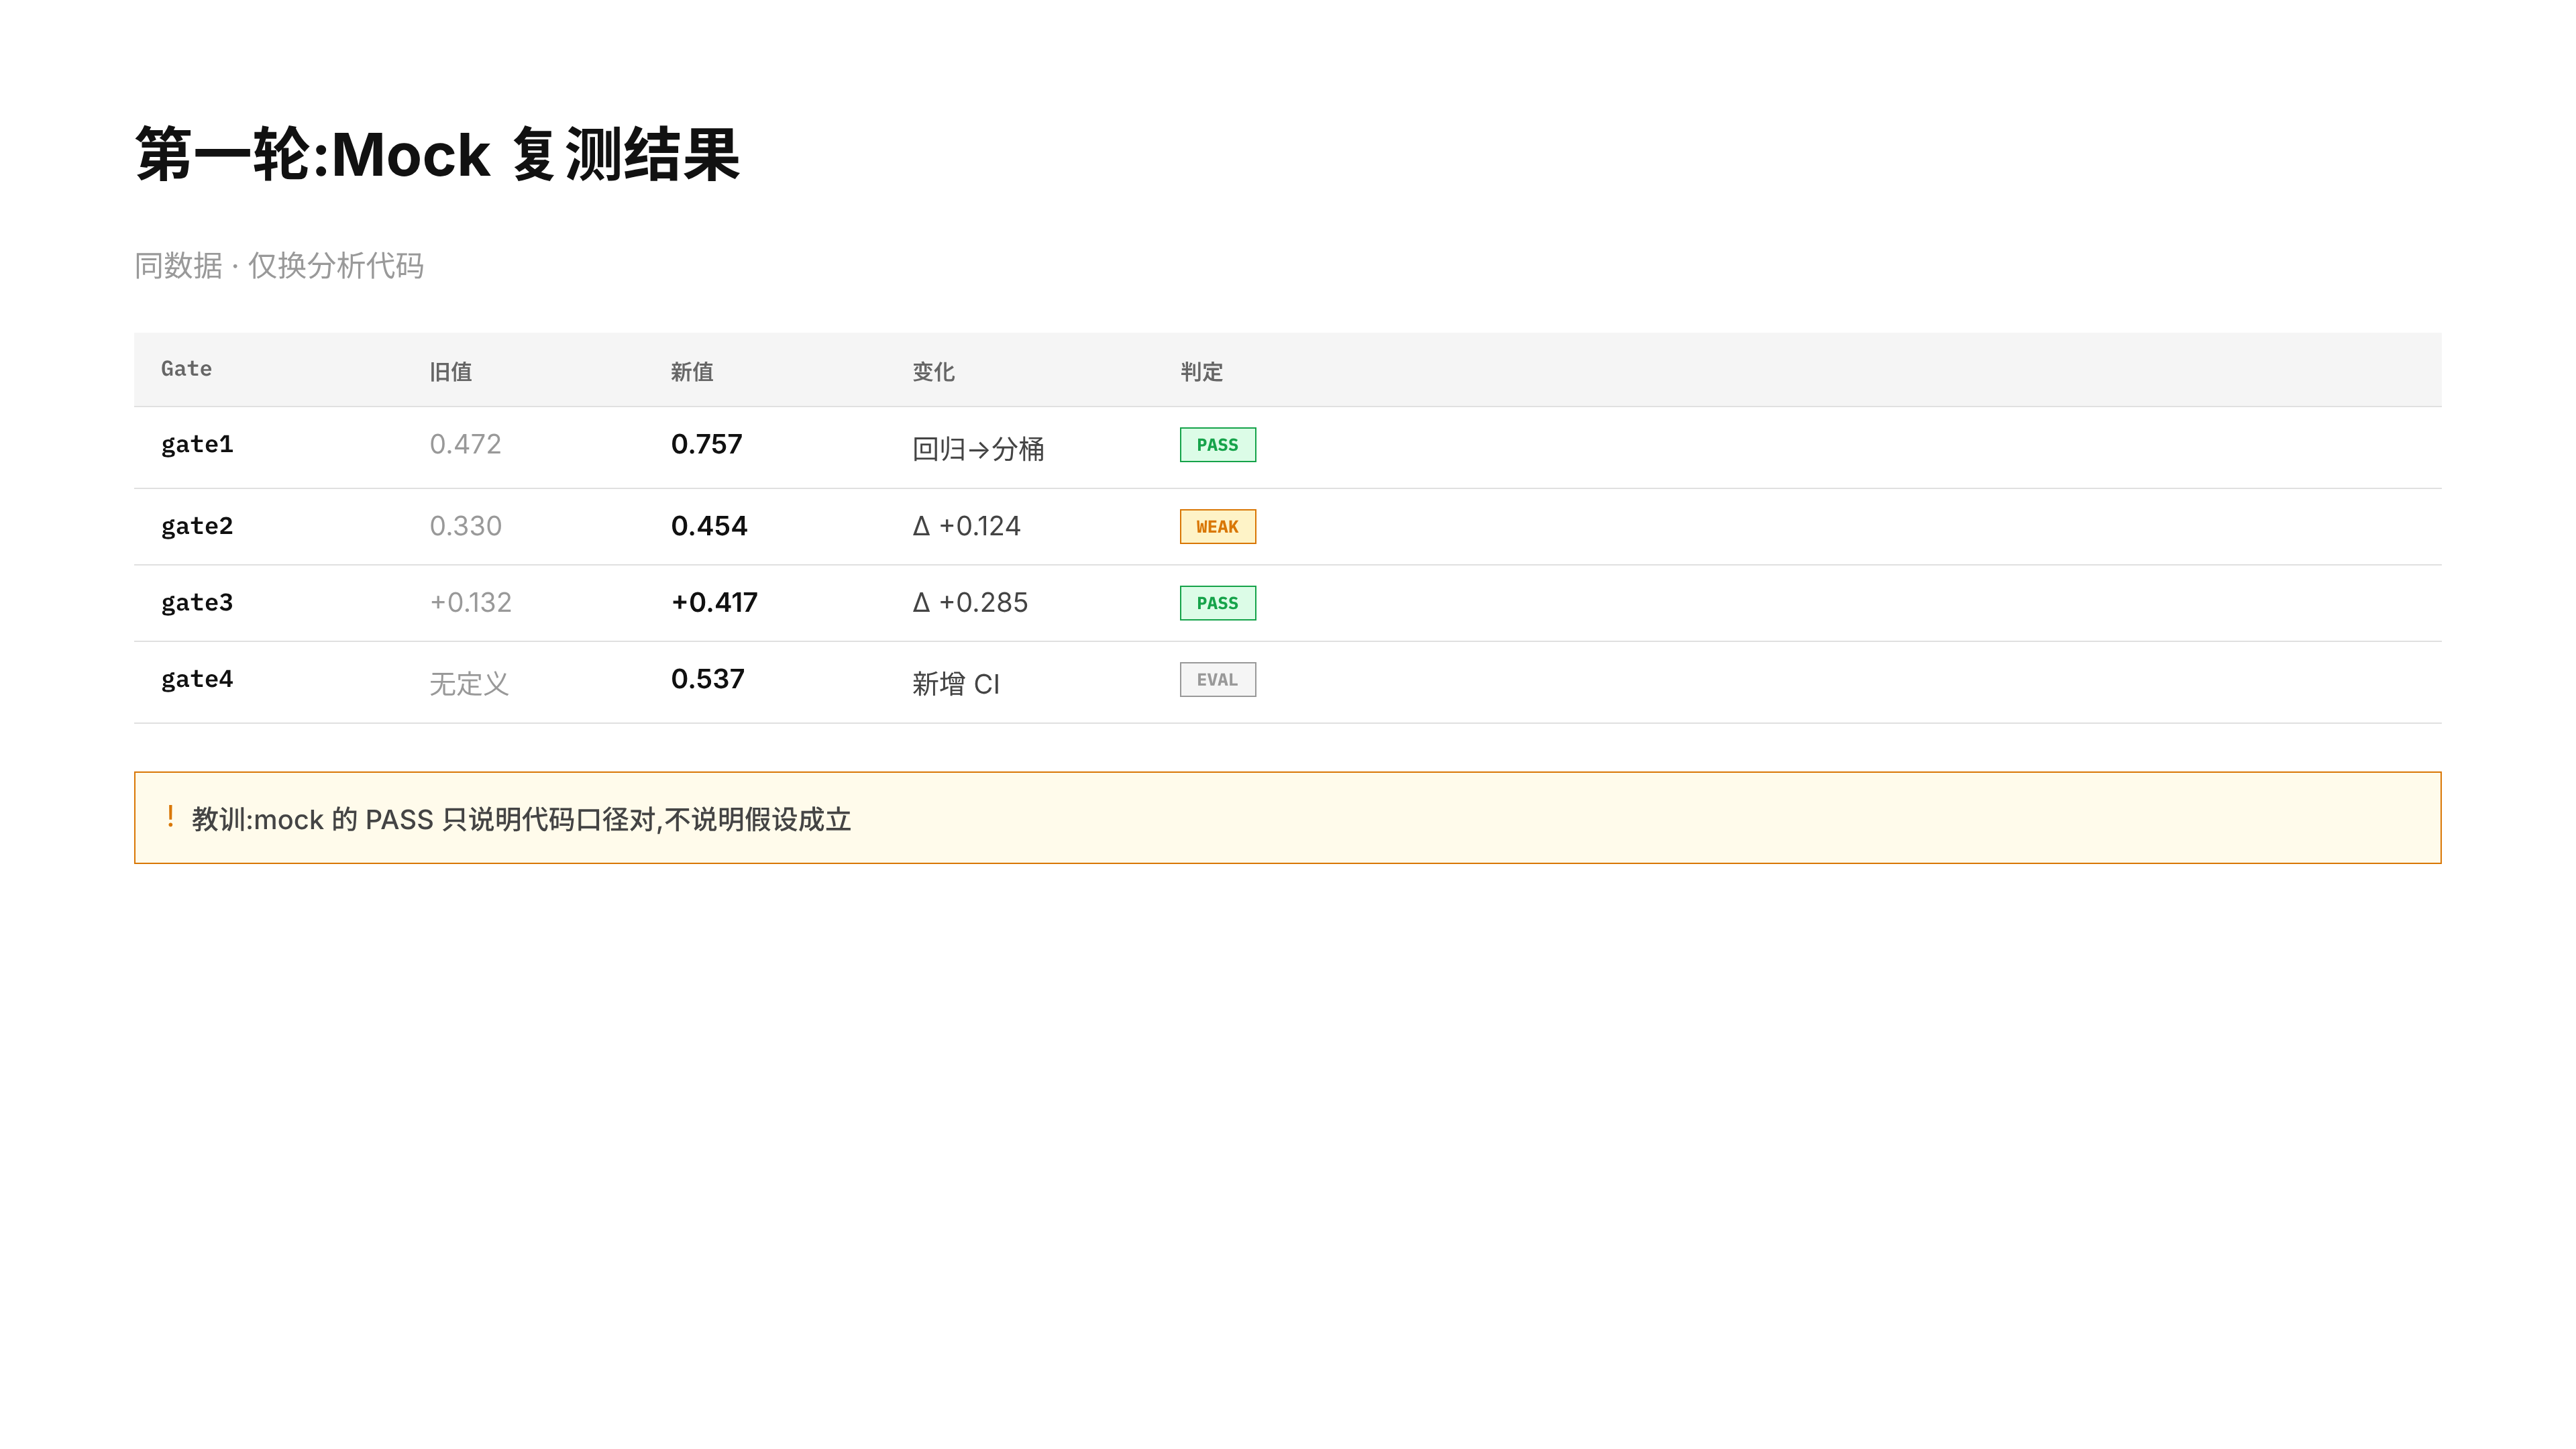 第一轮:Mock 复测结果
同数据 · 仅换分析代码
Gate 旧值 新值 变化 判定
gate1 0.472 0.757 回归→分桶 PASS
gate2 0.330 0.454 Δ +0.124 WEAK
gate3 +0.132 +0.417 Δ +0.285 PASS
gate4 无定义 0.537 新增 CI EVAL
! 教训:mock 的 PASS 只说明代码口径对,不说明假设成立